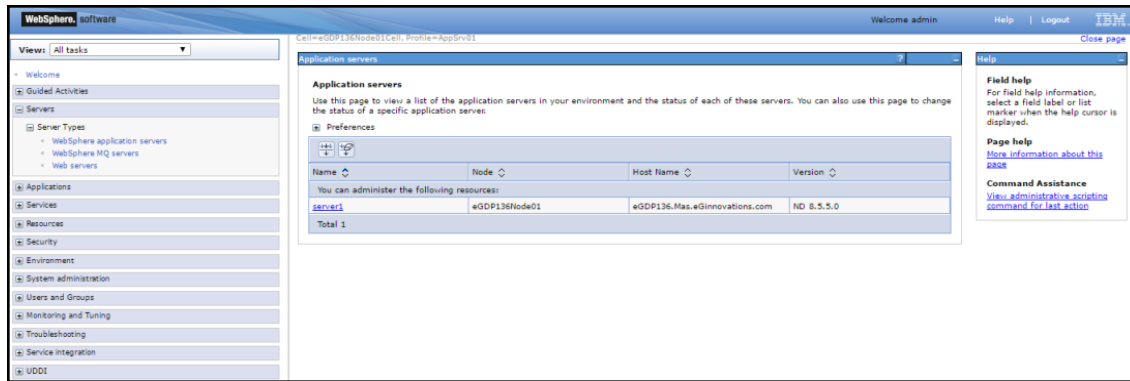 WebSphere. software
Welcome admin
Help | Logout
IBM.
View: All tasks
Cell=eGDP136Node01Cell, Profile=AppSrv01
Close page
Welcome
Guided Activities
Servers
Server Types
WebSphere application servers
WebSphere MQ servers
Web servers
Applications
Services
Resources
Security
Environment
System administration
Users and Groups
Monitoring and Tuning
Troubleshooting
Service integration
UDDI
Application servers
?
Application servers
Use this page to view a list of the application servers in your environment and the status of each of these servers. You can also use this page to change
the status of a specific application server.
Preferences
Name Node Host Name Version
You can administer the following resources:
server1 eGDP136Node01 eGDP136.Mas.eGinnovations.com ND 8.5.5.0
Total 1
Help
Field help
For field help information,
select a field label or list
marker when the help cursor is
displayed.
Page help
More information about this
page
Command Assistance
View administrative scripting
command for last action